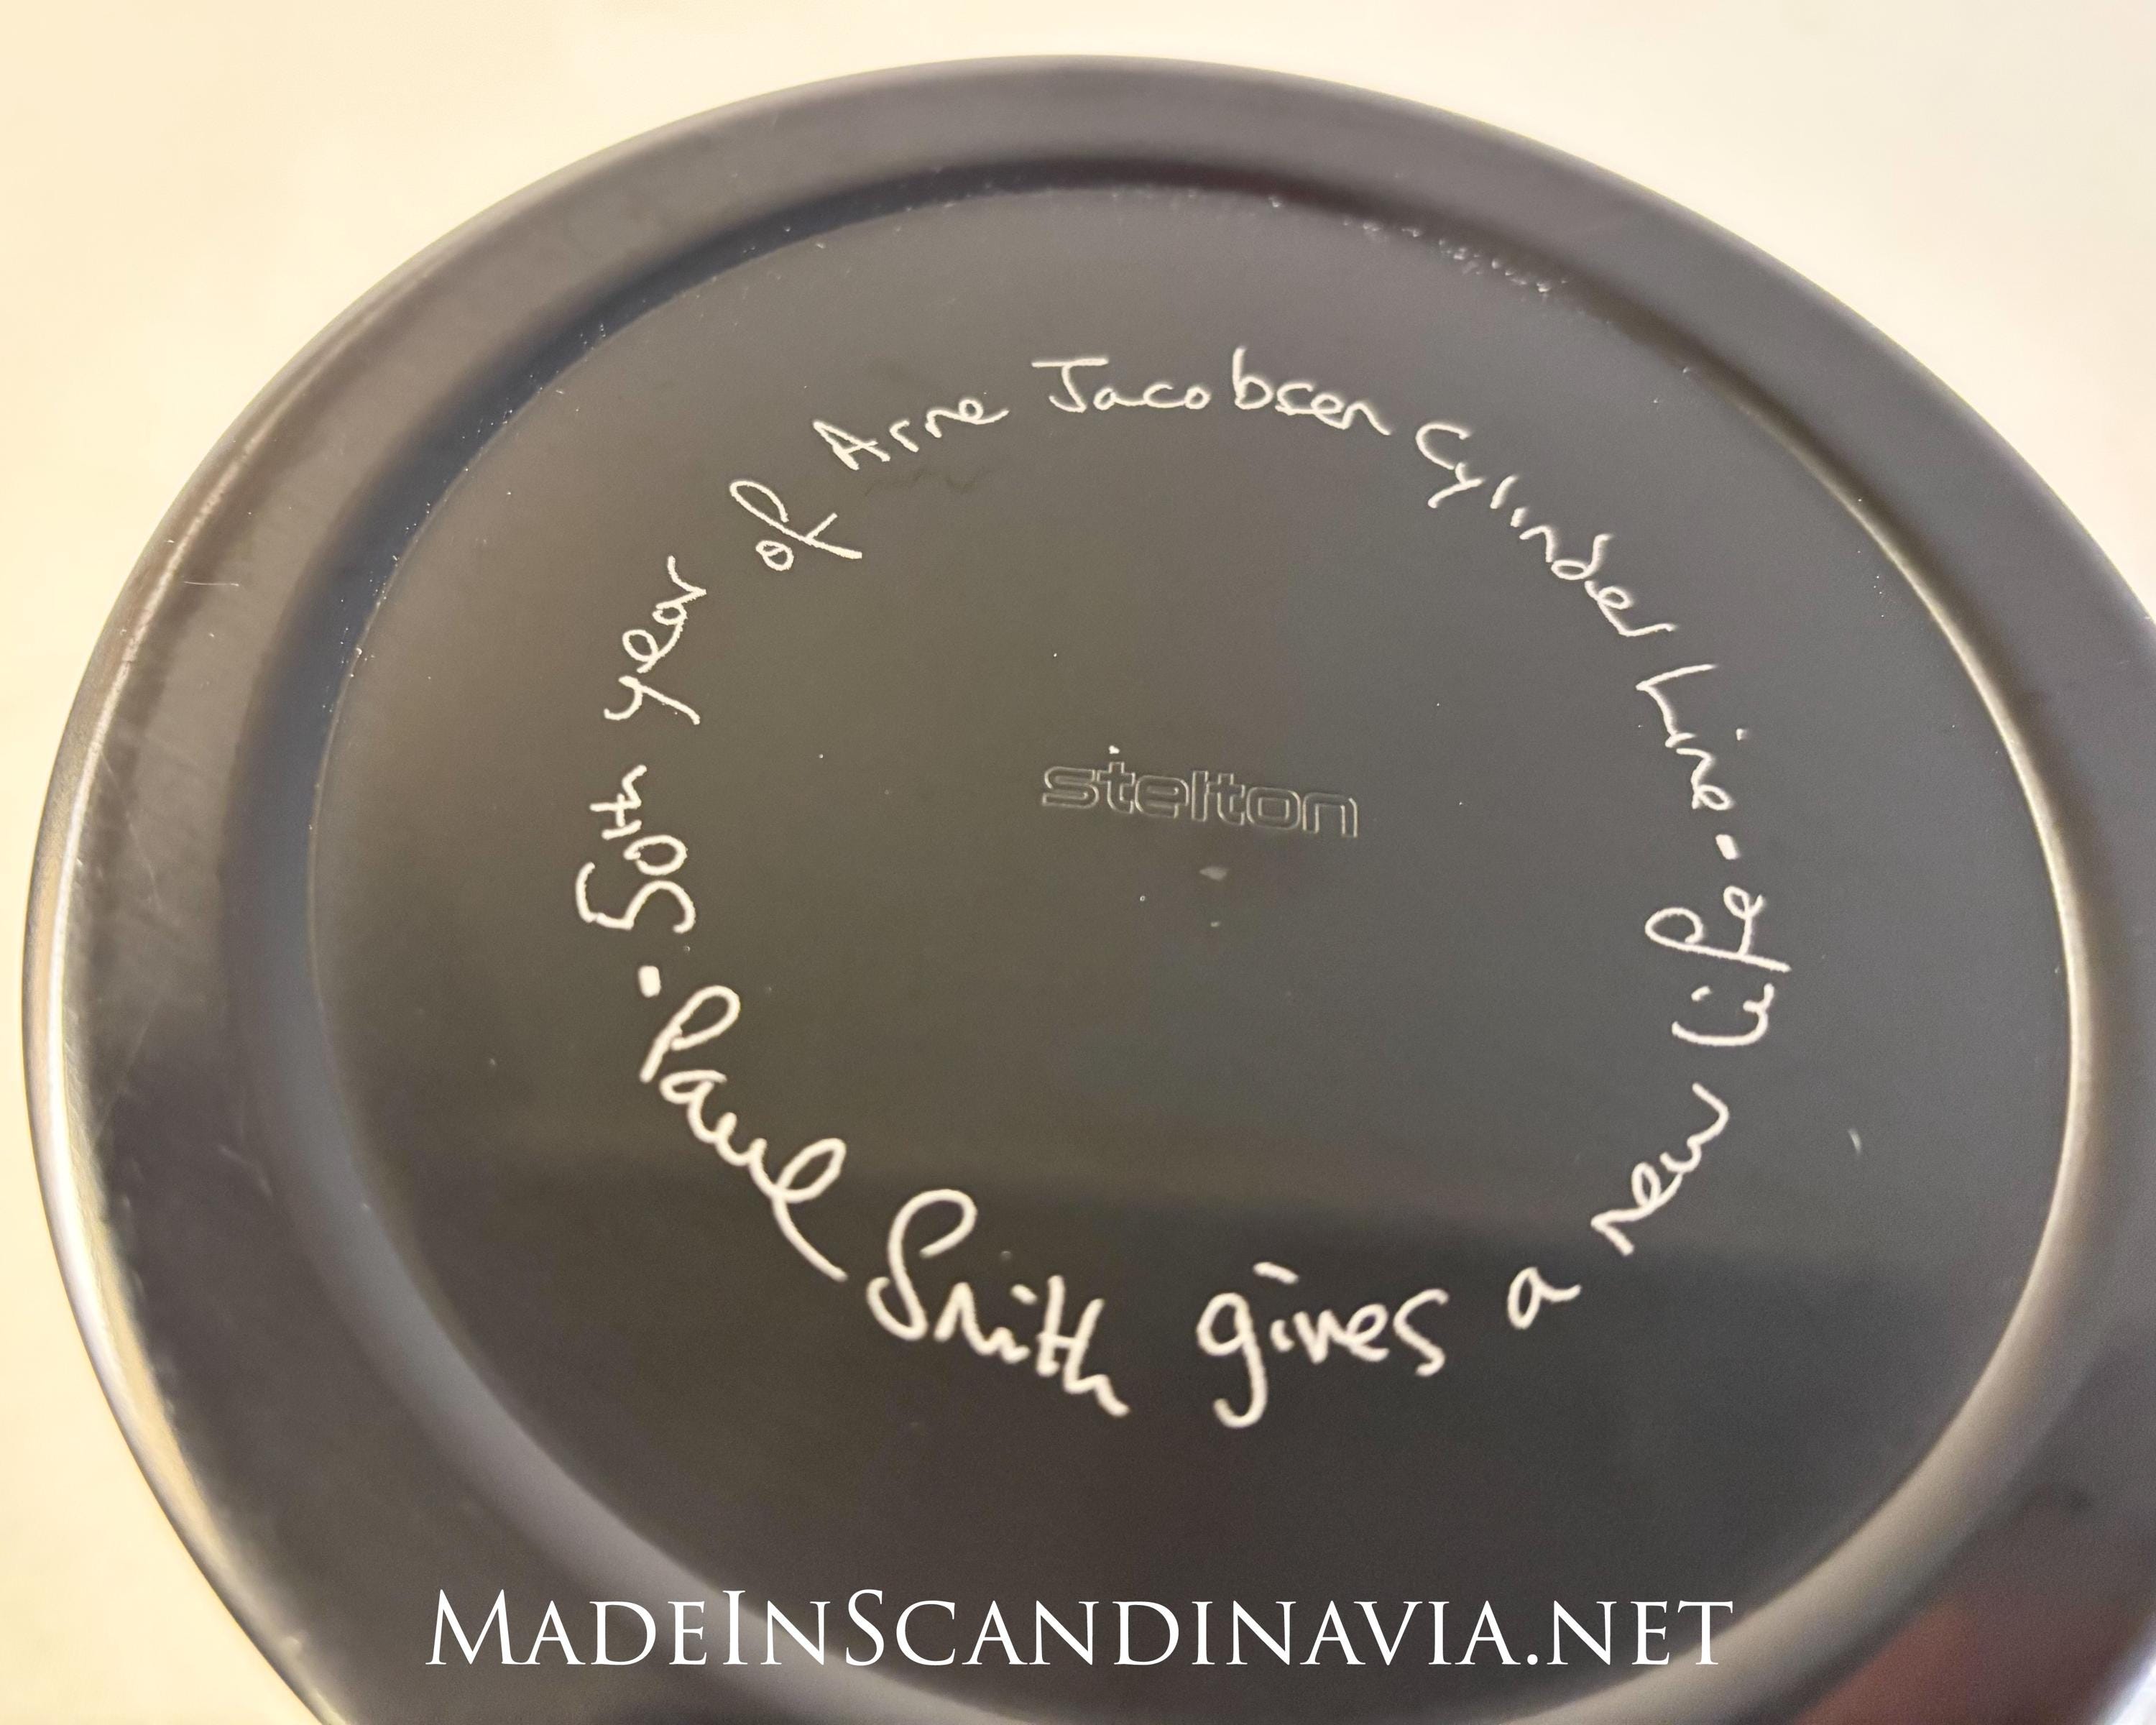 50th year of Arne Jacobsen Cylinder Line.
Paul Smith gives a new life.
stelton
MADEINSCANDINAVIA.NET